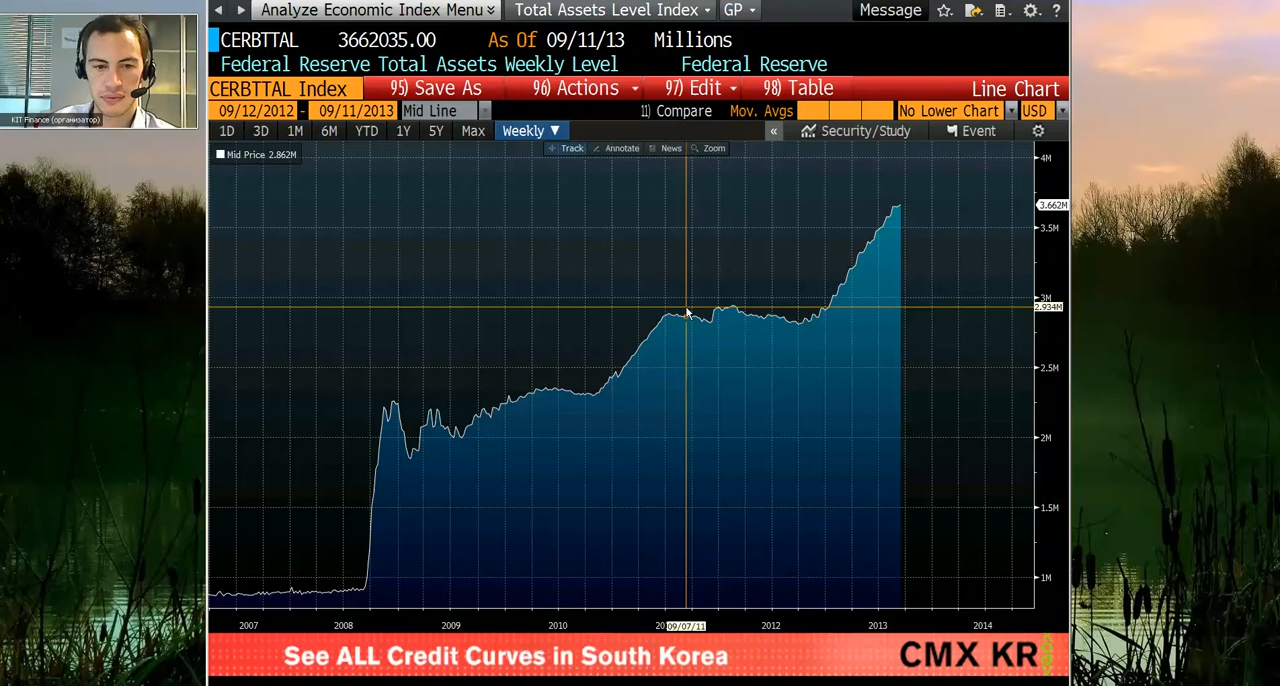 Analyze Economic Index Menu
Total Assets Level Index
GP
Message
?
KIT Finance (организатор)
CERBTTAL 3662035.00 As Of 09/11/13 Millions
Federal Reserve Total Assets Weekly Level Federal Reserve
CERBTTAL Index 95) Save As 96) Actions 97) Edit 98) Table Line Chart
09/12/2012 - 09/11/2013 Mid Line 11) Compare Mov. Avgs No Lower Chart USD
1D 3D 1M 6M YTD 1Y 5Y Max Weekly « Security/Study Event
Track Annotate News Zoom
Mid Price 2.862M
4M
3.662M
3.5M
3M
2.934M
2.5M
2M
1.5M
1M
2007 2008 2009 2010 09/07/11 2012 2013 2014
See ALL Credit Curves in South Korea CMX KR